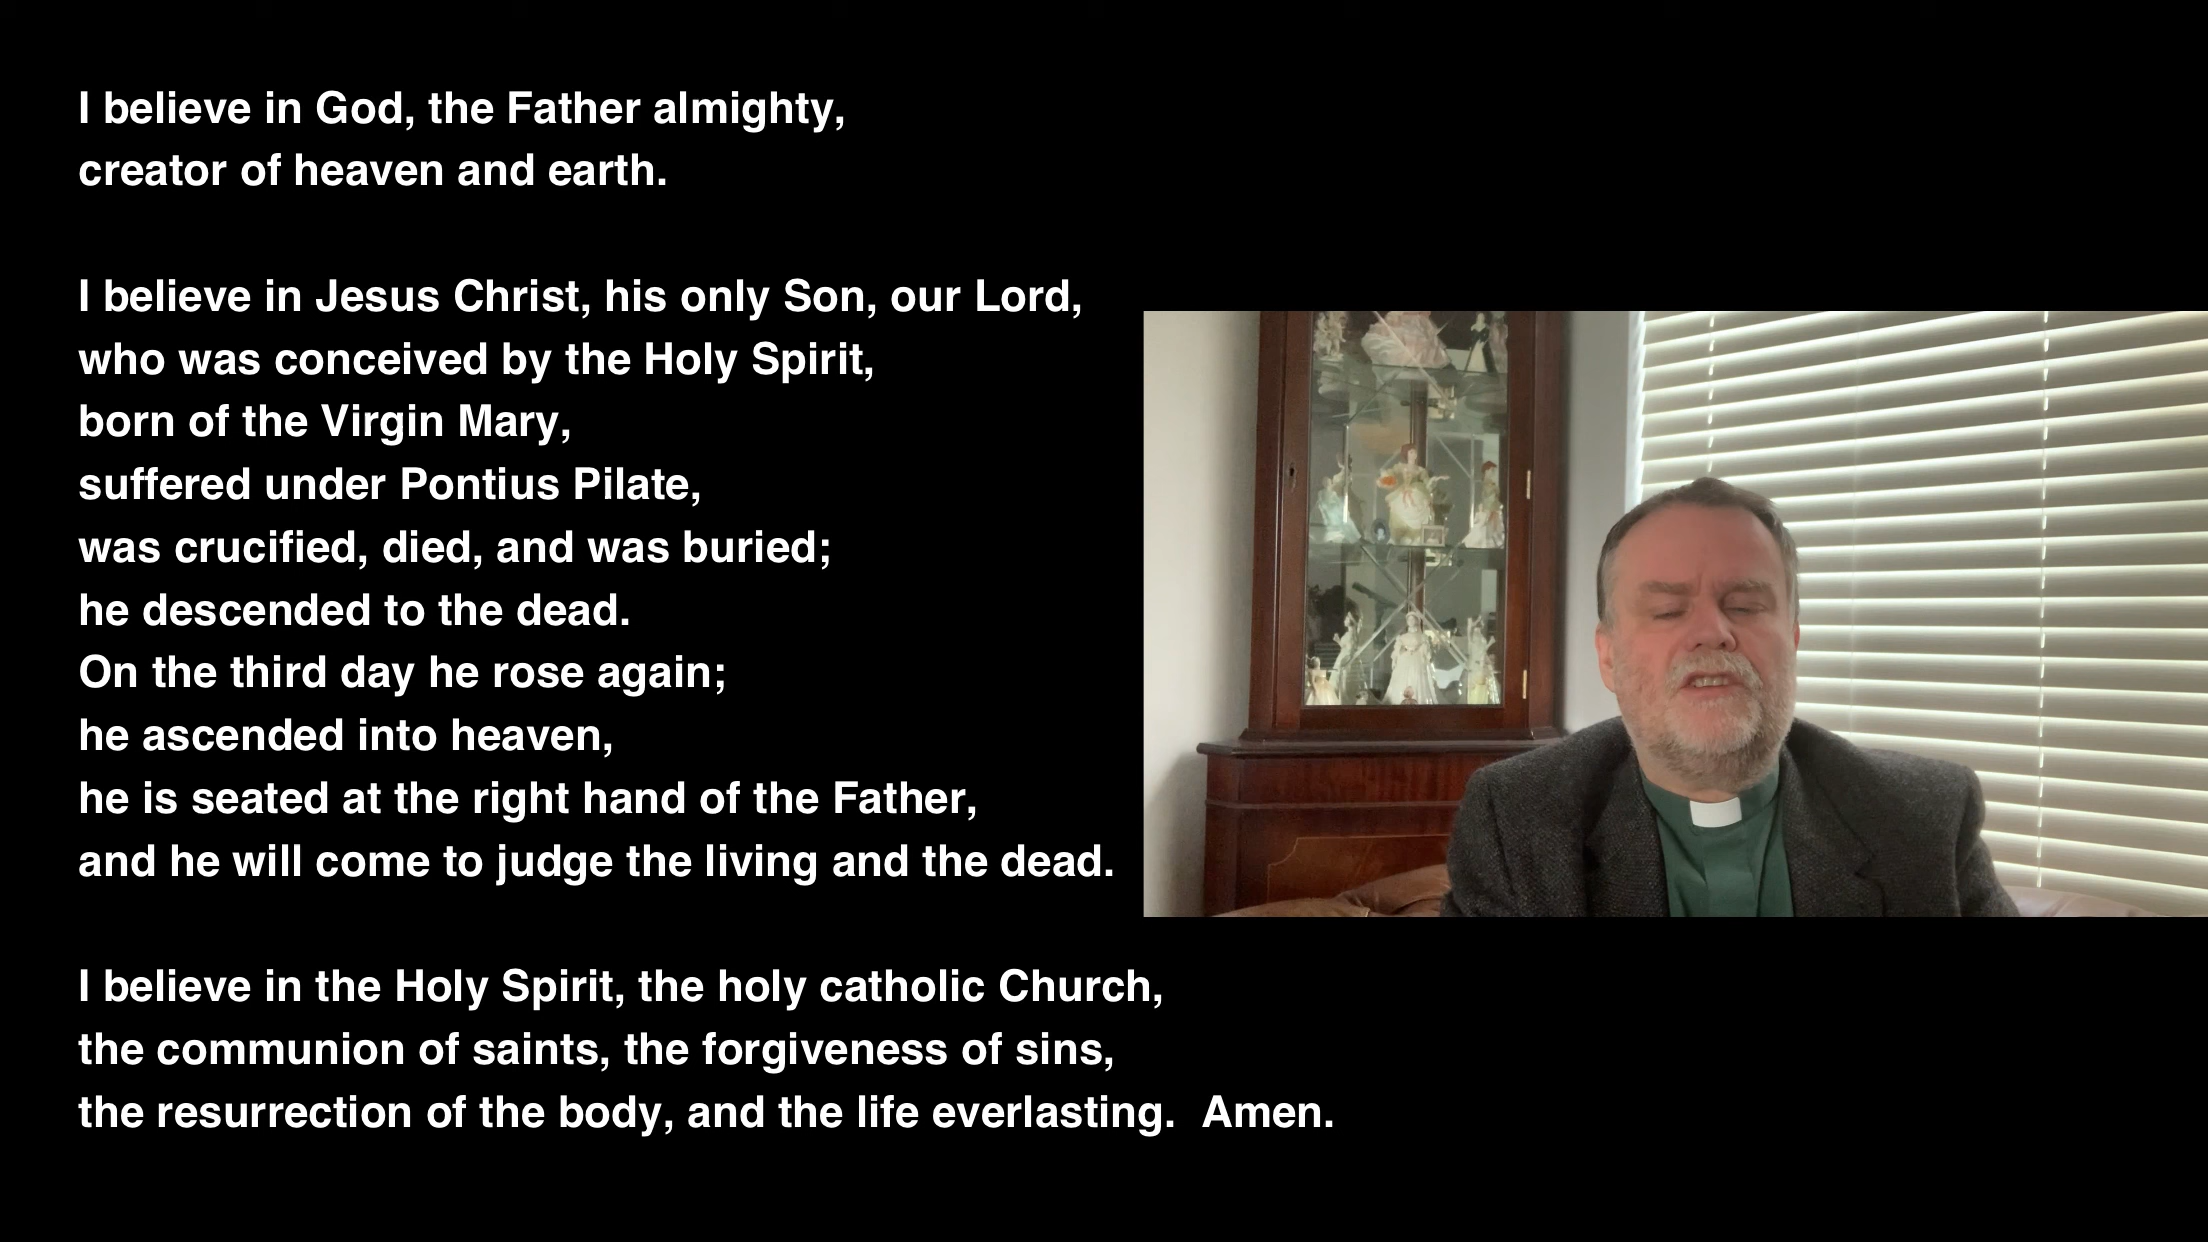 I believe in God, the Father almighty,
creator of heaven and earth.
I believe in Jesus Christ, his only Son, our Lord,
who was conceived by the Holy Spirit,
born of the Virgin Mary,
suffered under Pontius Pilate,
was crucified, died, and was buried;
he descended to the dead.
On the third day he rose again;
he ascended into heaven,
he is seated at the right hand of the Father,
and he will come to judge the living and the dead.
I believe in the Holy Spirit, the holy catholic Church,
the communion of saints, the forgiveness of sins,
the resurrection of the body, and the life everlasting.  Amen.